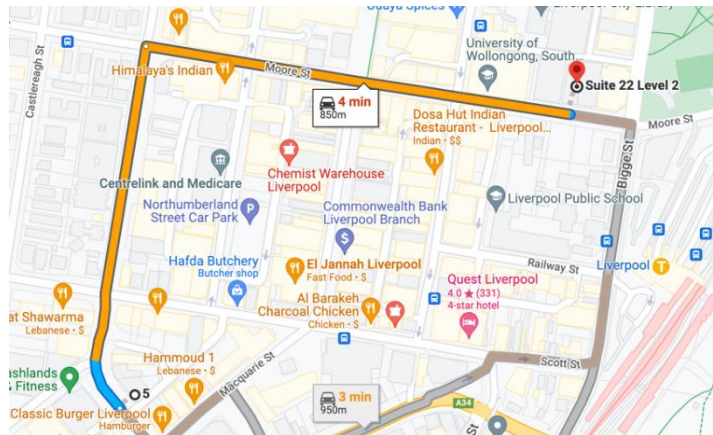 Udaya Spices
Liverpool City Library
Castlereagh St
University of
Wollongong, South...
Himalaya's Indian
Moore St
Suite 22 Level 2
4 min
850m
Dosa Hut Indian
Restaurant - Liverpool...
Indian • $$
Moore St
Bigge St
Chemist Warehouse
Liverpool
Centrelink and Medicare
Northumberland
Street Car Park
P
Commonwealth Bank
Liverpool Branch
$
Liverpool Public School
Hafda Butchery
Butcher shop
El Jannah Liverpool
Fast Food • $
Railway St
Liverpool
T
Quest Liverpool
4.0 ★ (331)
4-star hotel
Al Barakeh
Charcoal Chicken
Chicken • $
at Shawarma
Lebanese • $
Hammoud 1
Lebanese • $
Macquarie St
Scott St
ashlands
& Fitness
5
3 min
950m
A34
St
Classic Burger Liverpool
Hamburger